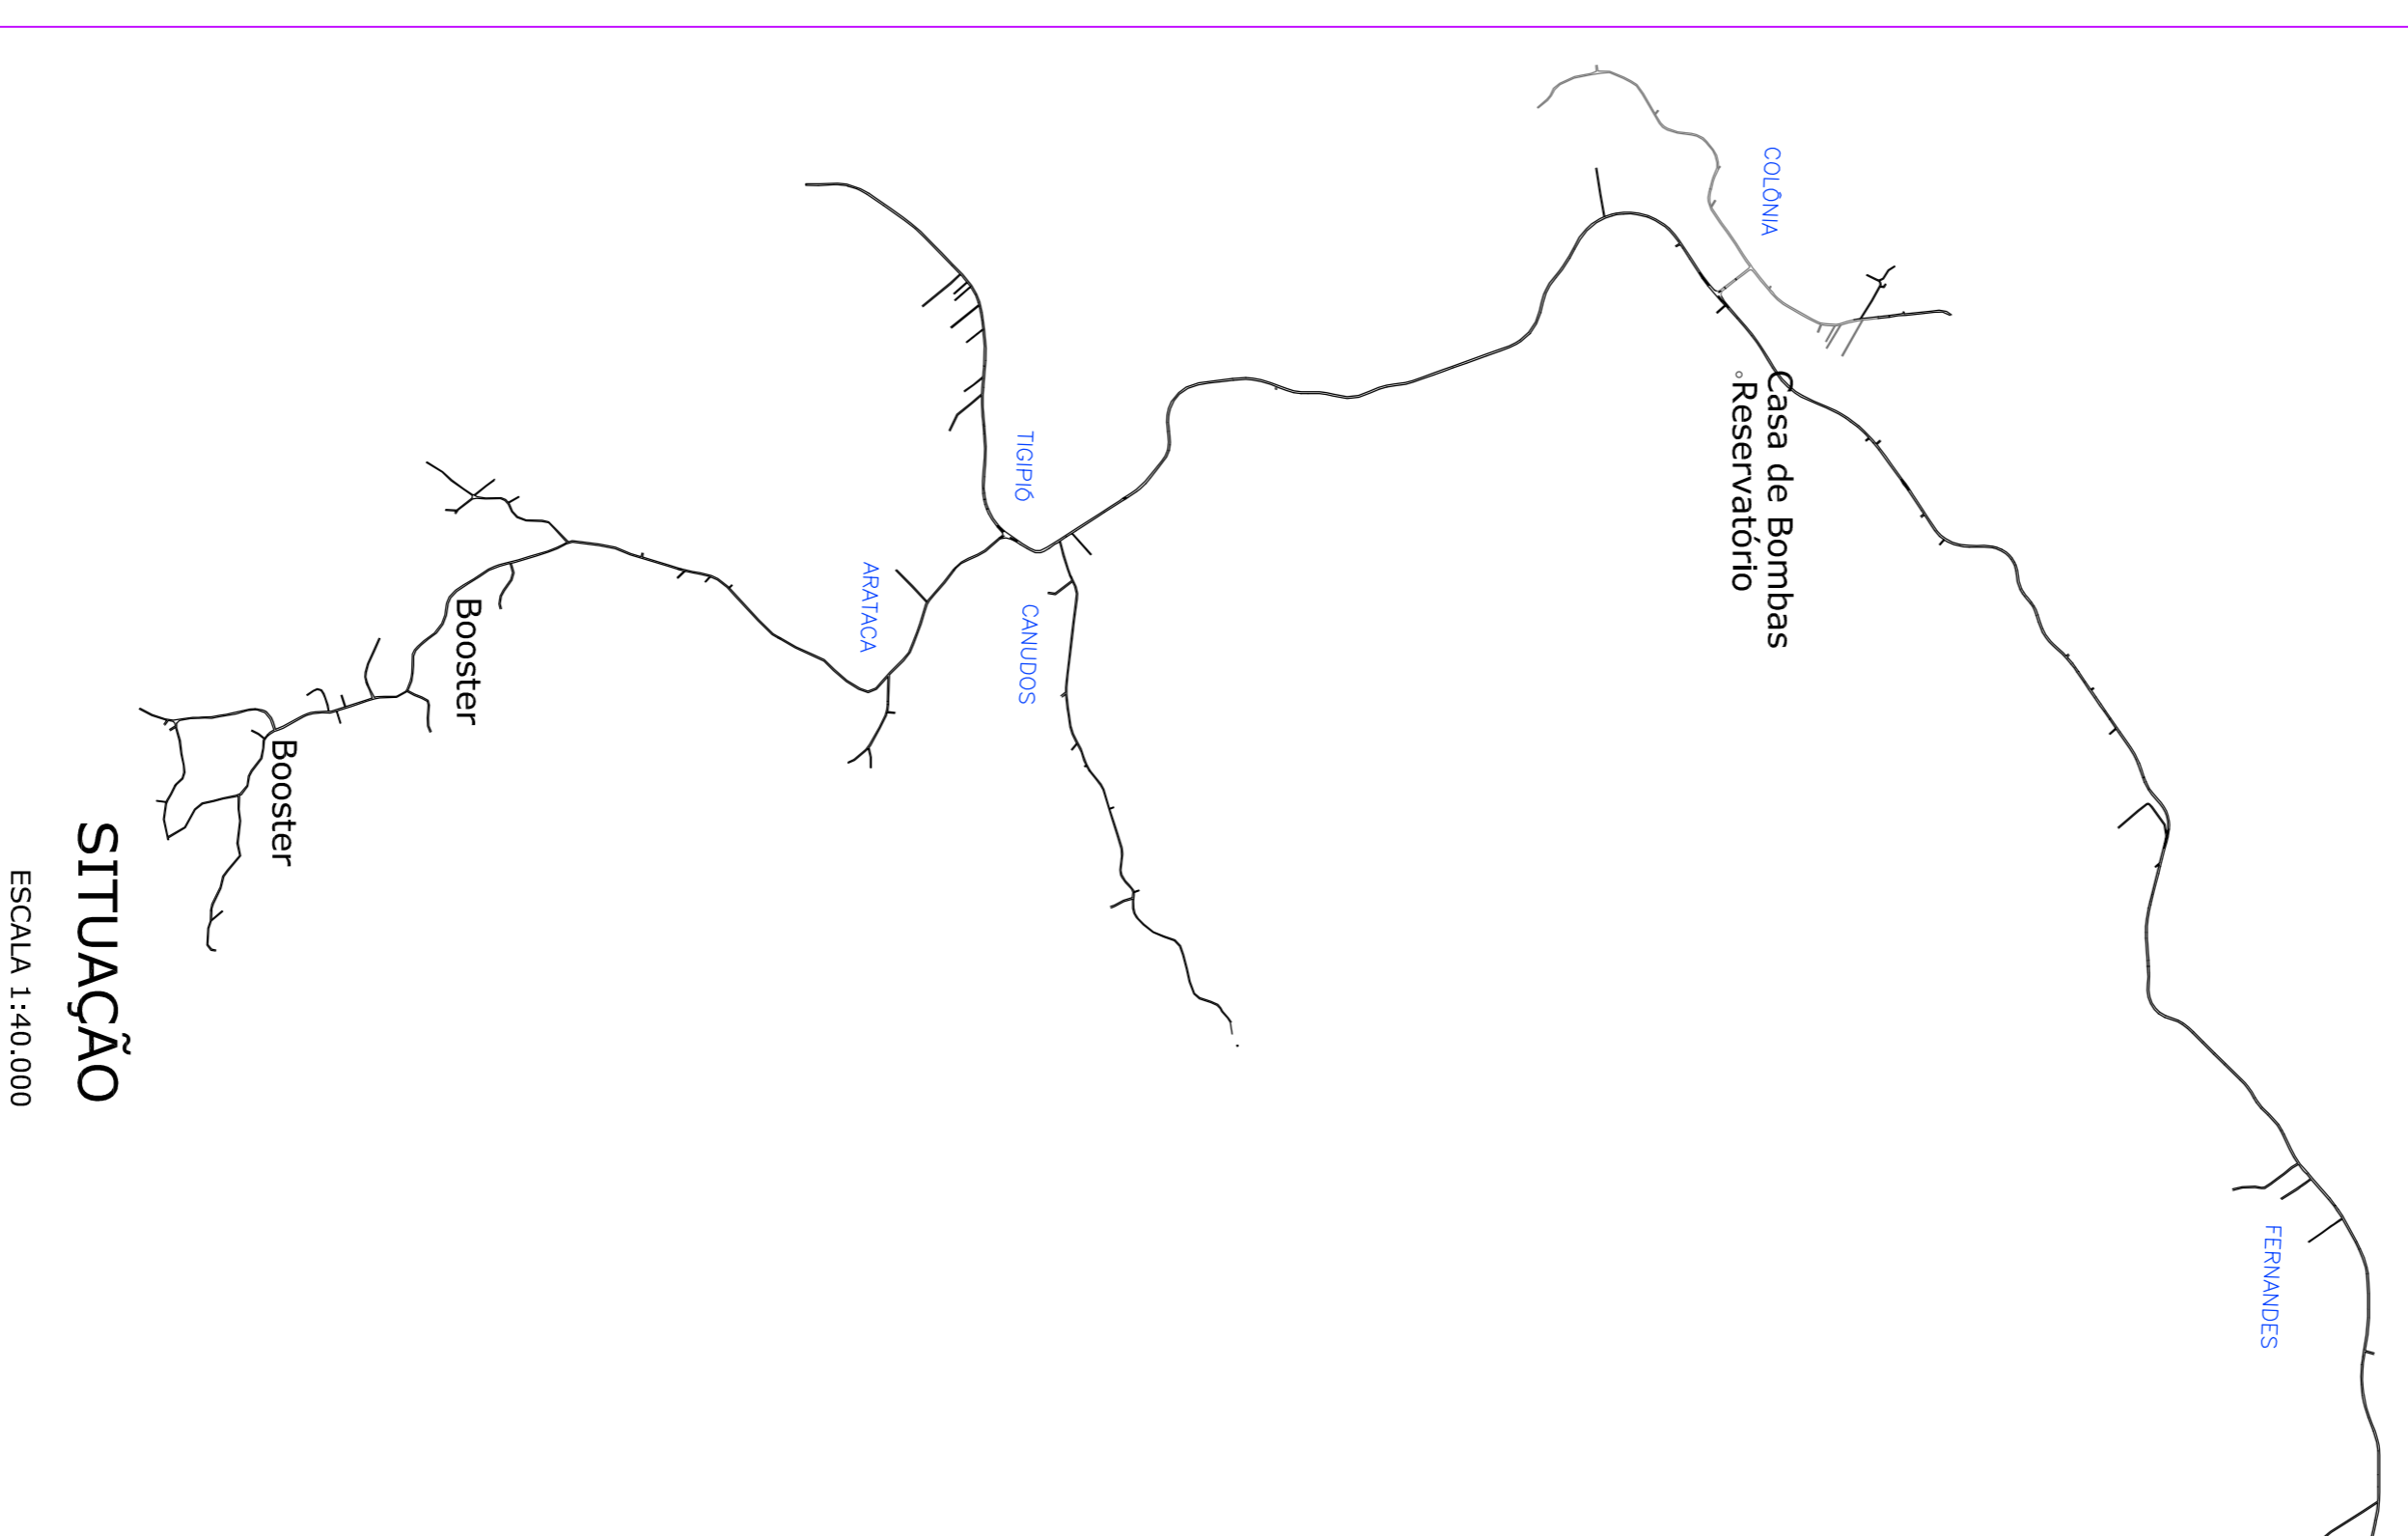 COLÔNIA
Casa de Bombas
Reservatório
TIGIPIÓ
CANUDOS
ARATACA
Booster
Booster
FERNANDES
SITUAÇÃO
ESCALA 1:40.000